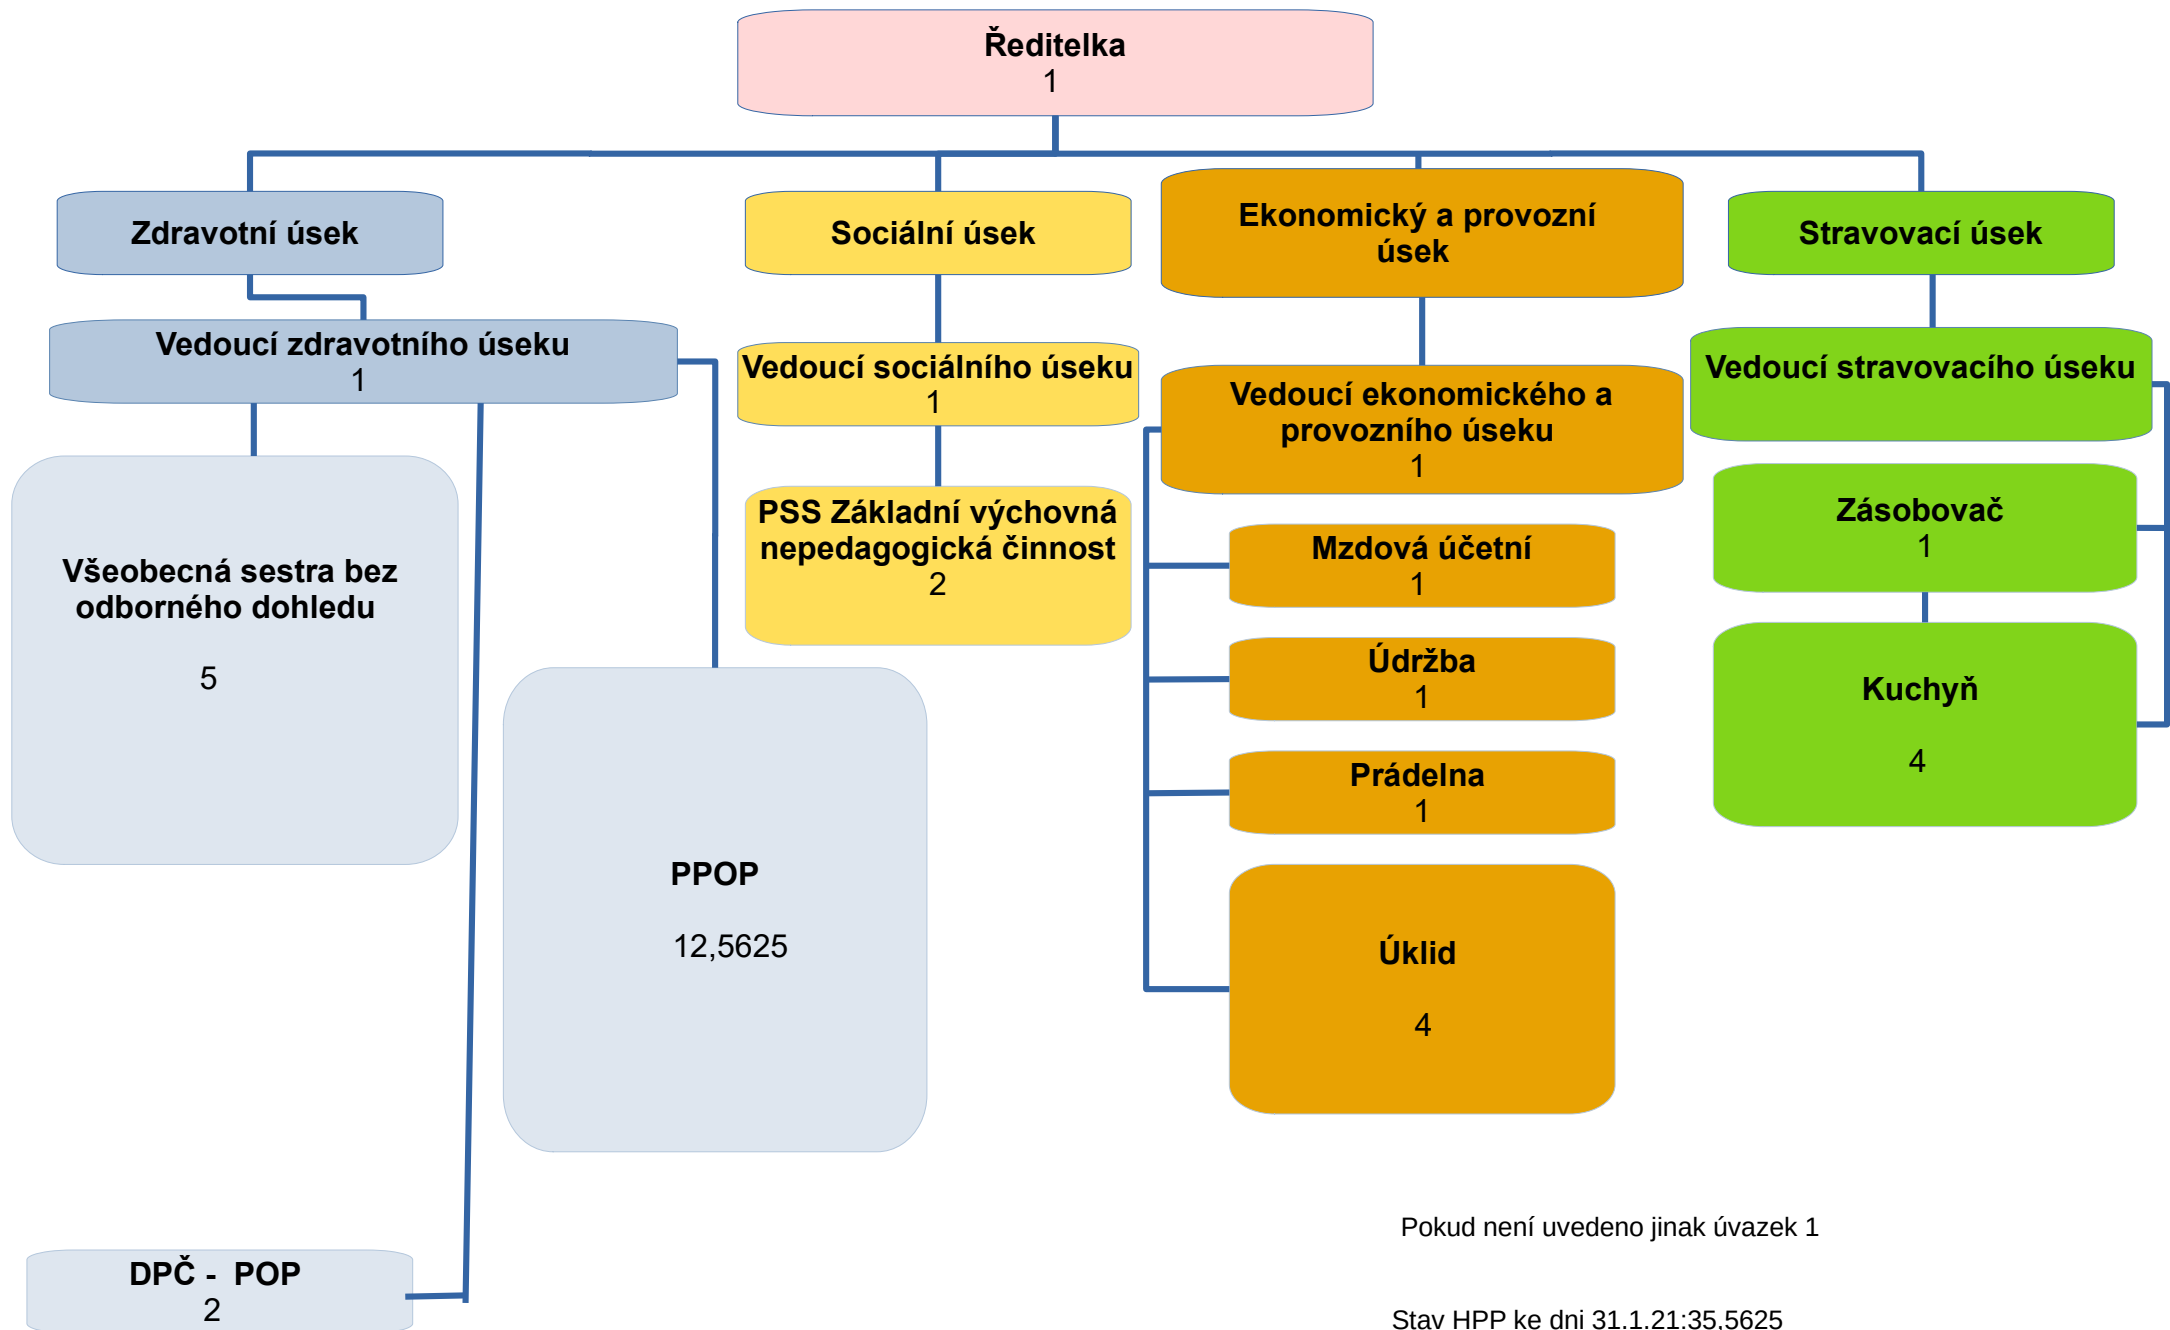 Ředitelka
1
Zdravotní úsek
Sociální úsek
Ekonomický a provozní
úsek
Stravovací úsek
Vedoucí zdravotního úseku
1
Vedoucí sociálního úseku
1
Vedoucí ekonomického a
provozního úseku
1
Vedoucí stravovacího úseku
Všeobecná sestra bez
odborného dohledu
5
PPOP
12,5625
DPČ -  POP
2
PSS Základní výchovná
nepedagogická činnost
2
Mzdová účetní
1
Údržba
1
Prádelna
1
Úklid
4
Zásobovač
1
Kuchyň
4
Pokud není uvedeno jinak úvazek 1
Stav HPP ke dni 31.1.21:35,5625